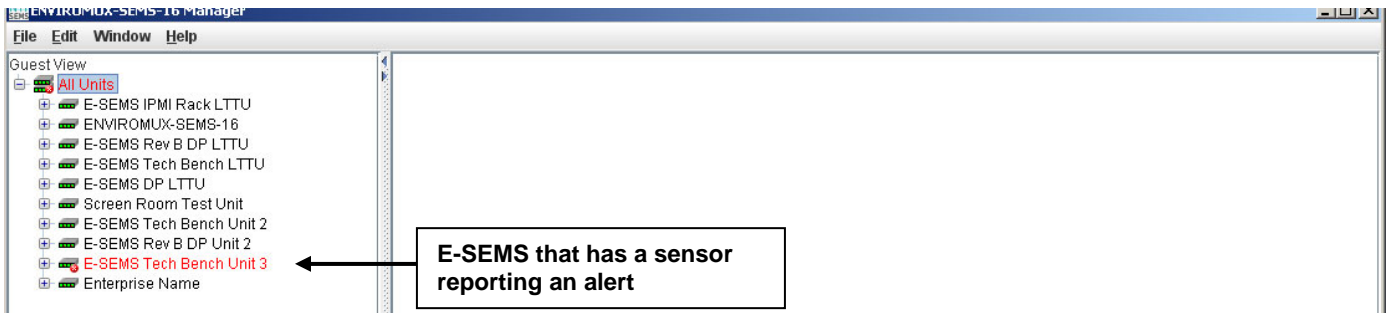 SEMS ENVIROMUX-SEMS-16 Manager
File Edit Window Help
Guest View
All Units
E-SEMS IPMI Rack LTTU
ENVIROMUX-SEMS-16
E-SEMS Rev B DP LTTU
E-SEMS Tech Bench LTTU
E-SEMS DP LTTU
Screen Room Test Unit
E-SEMS Tech Bench Unit 2
E-SEMS Rev B DP Unit 2
E-SEMS Tech Bench Unit 3
Enterprise Name
E-SEMS that has a sensor
reporting an alert